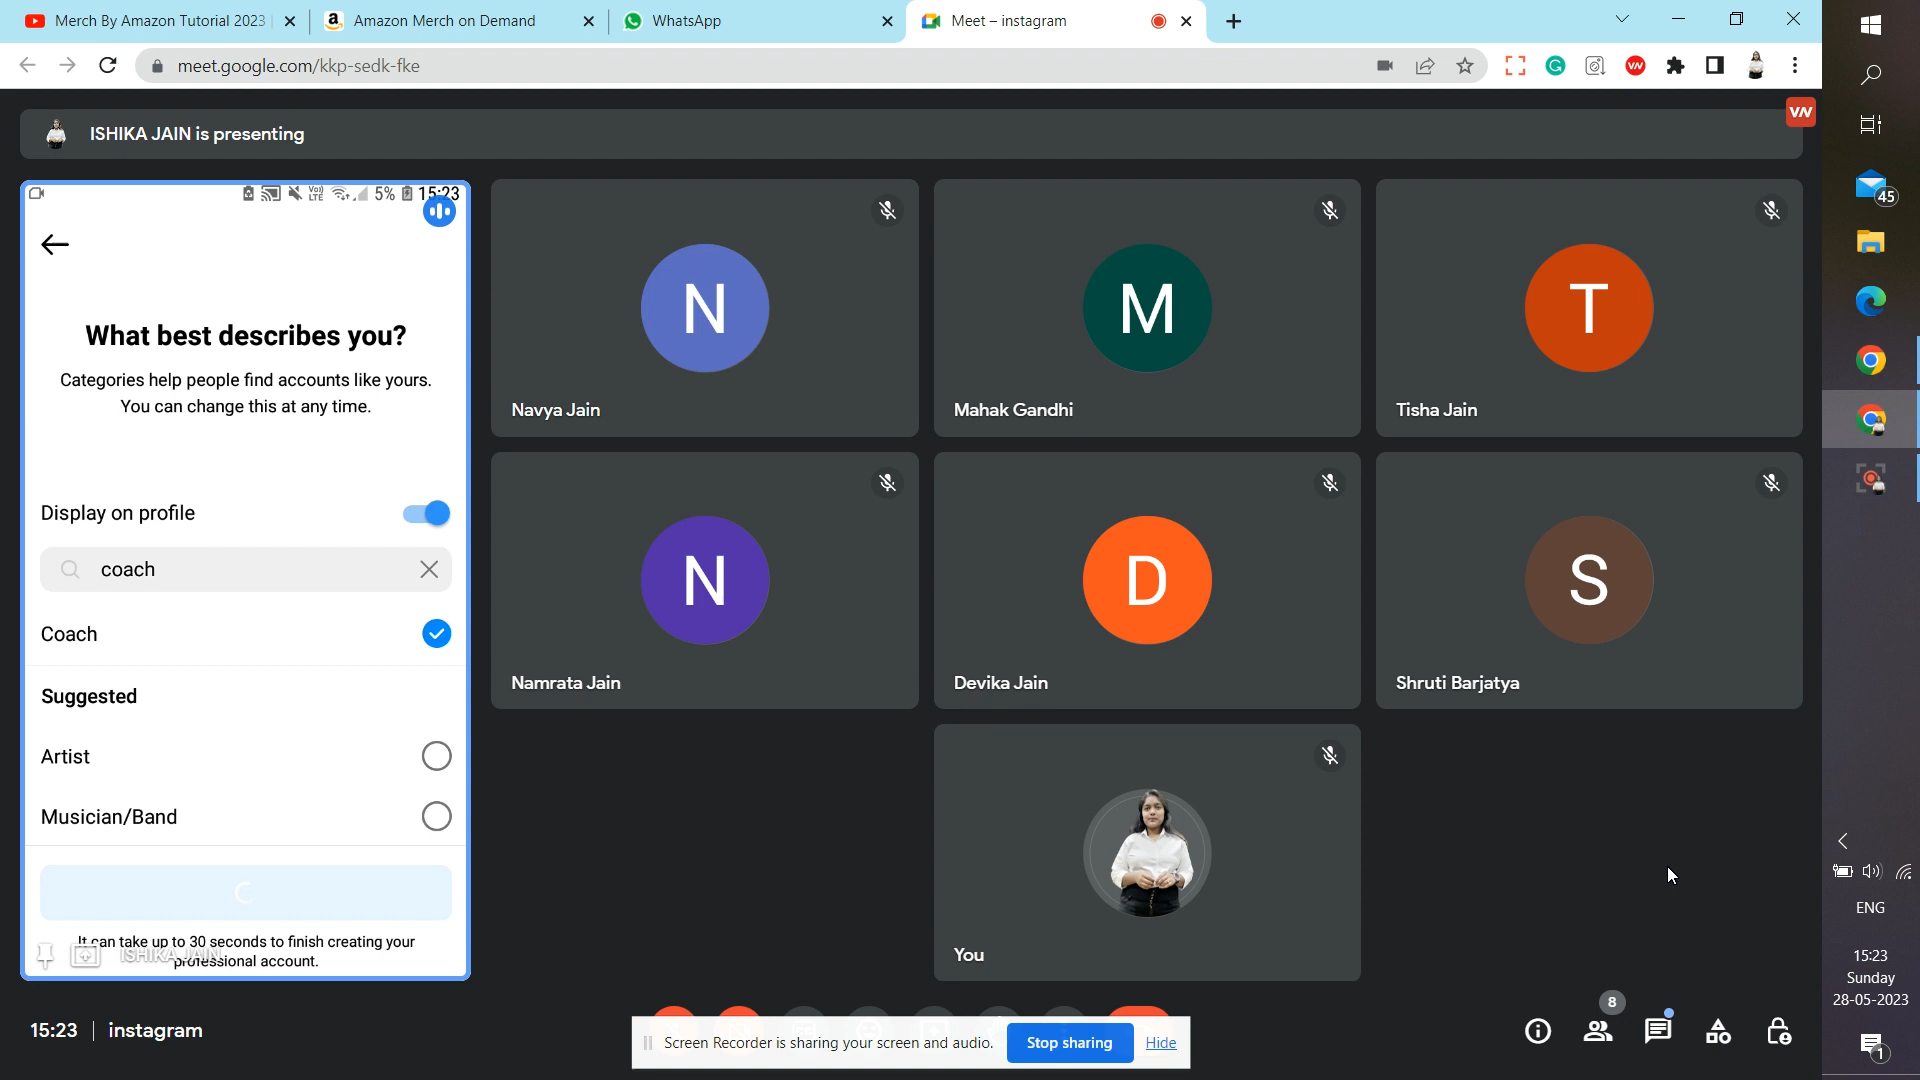 Merch By Amazon Tutorial 2023
Amazon Merch on Demand
WhatsApp
Meet – instagram
meet.google.com/kkp-sedk-fke
ISHIKA JAIN is presenting
VN
5% 15:23
What best describes you?
Categories help people find accounts like yours.
You can change this at any time.
Display on profile
coach
Coach
Suggested
Artist
Musician/Band
It can take up to 30 seconds to finish creating your
professional account.
ISHIKA JAIN
N
Navya Jain
M
Mahak Gandhi
T
Tisha Jain
N
Namrata Jain
D
Devika Jain
S
Shruti Barjatya
You
15:23 | instagram
Screen Recorder is sharing your screen and audio.
Stop sharing
Hide
8
45
ENG
15:23
Sunday
28-05-2023
1